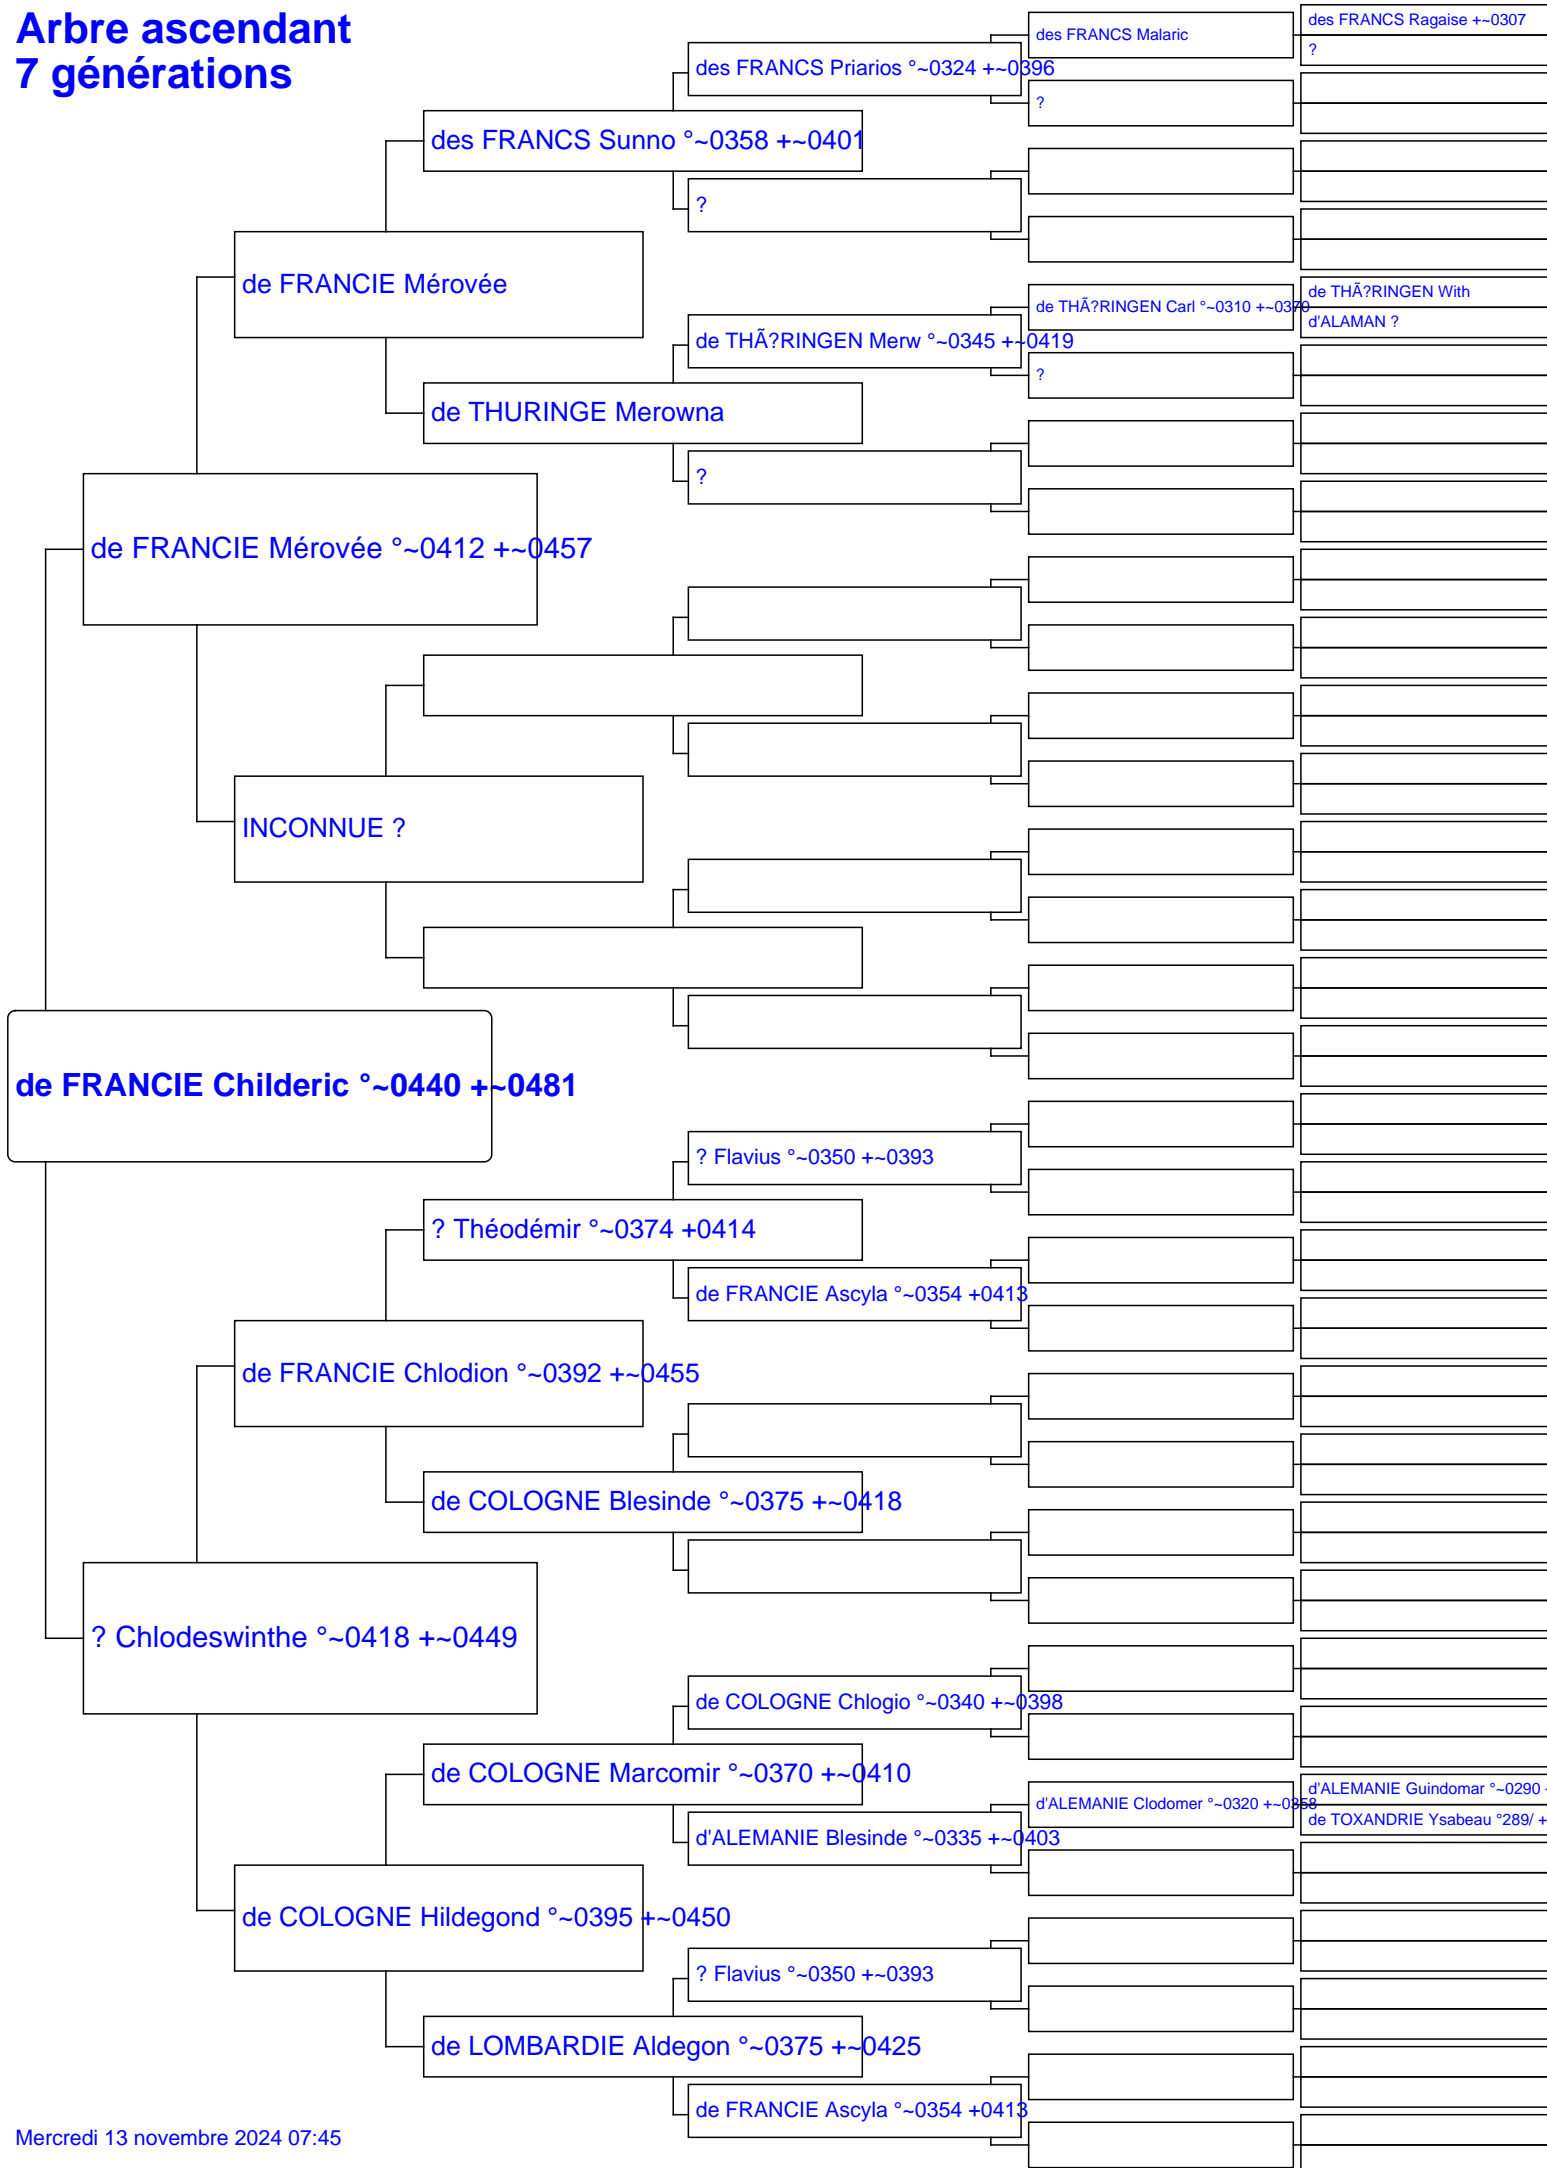 Arbre ascendant
7 générations
des FRANCS Malaric
des FRANCS Ragaise +~0307
?
des FRANCS Priarios °~0324 +~0396
?
des FRANCS Sunno °~0358 +~0401
?
de FRANCIE Mérovée
de THÃ?RINGEN Carl °~0310 +~0370
de THÃ?RINGEN With
d'ALAMAN ?
de THÃ?RINGEN Merw °~0345 +~0419
?
de THURINGE Merowna
?
de FRANCIE Mérovée °~0412 +~0457
INCONNUE ?
de FRANCIE Childeric °~0440 +~0481
? Flavius °~0350 +~0393
? Théodémir °~0374 +0414
de FRANCIE Ascyla °~0354 +0413
de FRANCIE Chlodion °~0392 +~0455
de COLOGNE Blesinde °~0375 +~0418
? Chlodeswinthe °~0418 +~0449
de COLOGNE Chlogio °~0340 +~0398
de COLOGNE Marcomir °~0370 +~0410
d'ALEMANIE Clodomer °~0320 +~0358
d'ALEMANIE Guindomar °~0290
de TOXANDRIE Ysabeau °289/ +
d'ALEMANIE Blesinde °~0335 +~0403
de COLOGNE Hildegond °~0395 +~0450
? Flavius °~0350 +~0393
de LOMBARDIE Aldegon °~0375 +~0425
de FRANCIE Ascyla °~0354 +0413
Mercredi 13 novembre 2024 07:45